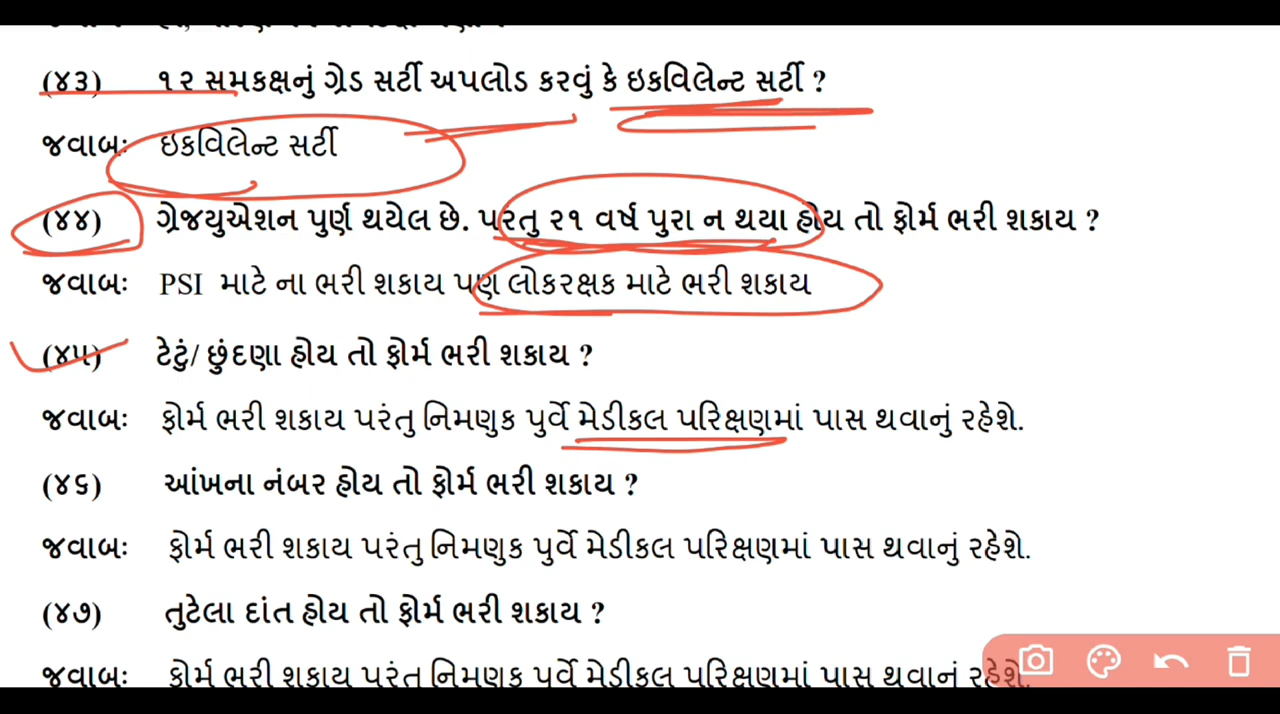 (૪૩) ૧૨ સમકક્ષનું ગ્રેડ સર્ટી અપલોડ કરવું કે ઇકવિલેન્ટ સર્ટી ?
જવાબઃ ઇકવિલેન્ટ સર્ટી
(૪૪) ગ્રેજયુએશન પુર્ણ થયેલ છે. પરતુ ૨૧ વર્ષ પુરા ન થયા હોય તો ફોર્મ ભરી શકાય ?
જવાબઃ PSI માટે ના ભરી શકાય પણ લોકરક્ષક માટે ભરી શકાય
(૪૫) ટેટું/ છુંદણા હોય તો ફોર્મ ભરી શકાય ?
જવાબઃ ફોર્મ ભરી શકાય પરંતુ નિમણુક પુર્વે મેડીકલ પરિક્ષણમાં પાસ થવાનું રહેશે.
(૪૬) આંખના નંબર હોય તો ફોર્મ ભરી શકાય ?
જવાબઃ ફોર્મ ભરી શકાય પરંતુ નિમણુક પુર્વે મેડીકલ પરિક્ષણમાં પાસ થવાનું રહેશે.
(૪૭) તુટેલા દાંત હોય તો ફોર્મ ભરી શકાય ?
જવાબઃ ફોર્મ ભરી શકાય પરંતુ નિમણુક પુર્વે મેડીકલ પરિક્ષણમાં પાસ થવાનું રહેશે.